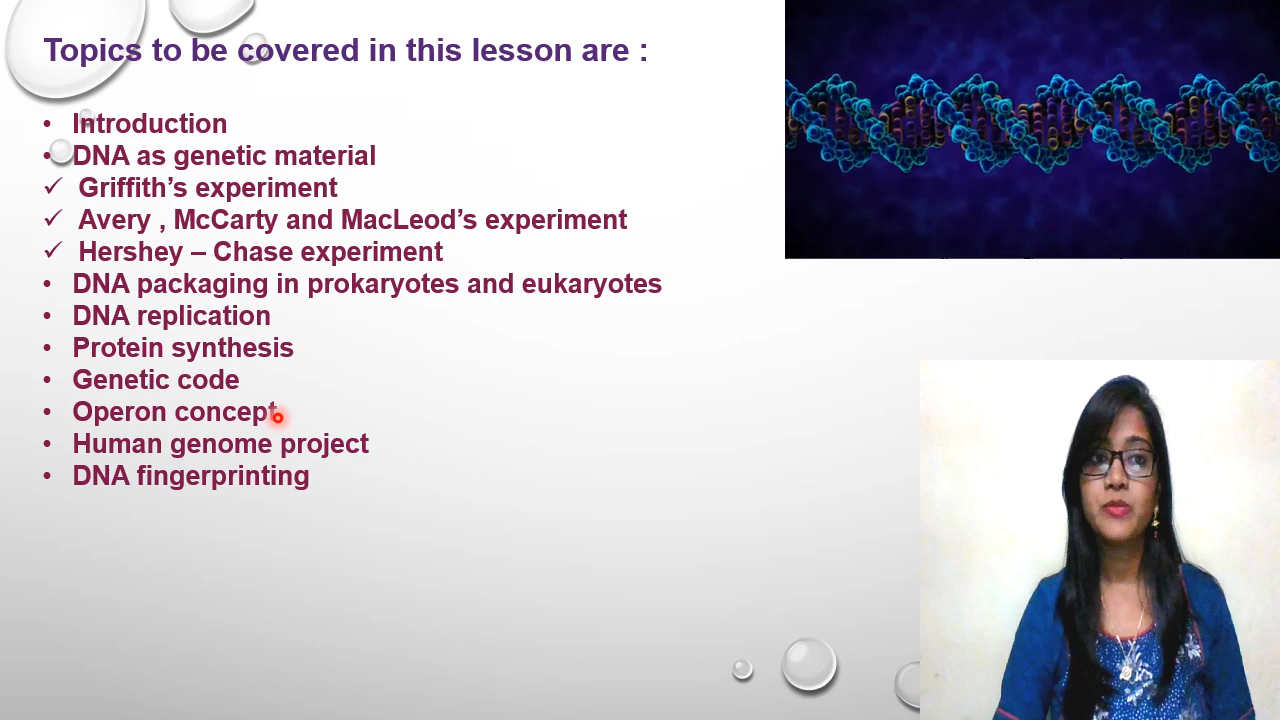 Topics to be covered in this lesson are :
• Introduction
• DNA as genetic material
✓ Griffith’s experiment
✓ Avery , McCarty and MacLeod’s experiment
✓ Hershey – Chase experiment
• DNA packaging in prokaryotes and eukaryotes
• DNA replication
• Protein synthesis
• Genetic code
• Operon concept
• Human genome project
• DNA fingerprinting